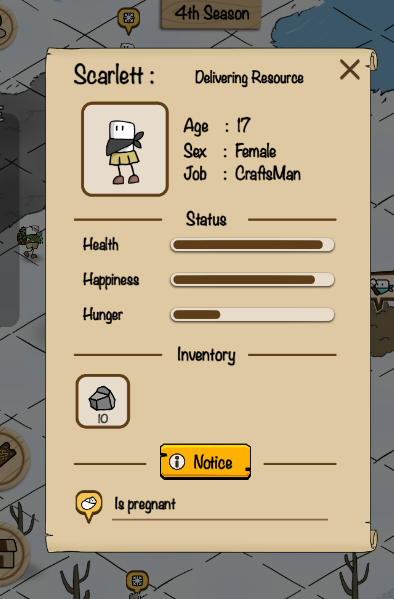 4th Season
Scarlett : Delivering Resource
Age : 17
Sex : Female
Job : CraftsMan
Status
Health
Happiness
Hunger
Inventory
10
Notice
Is pregnant